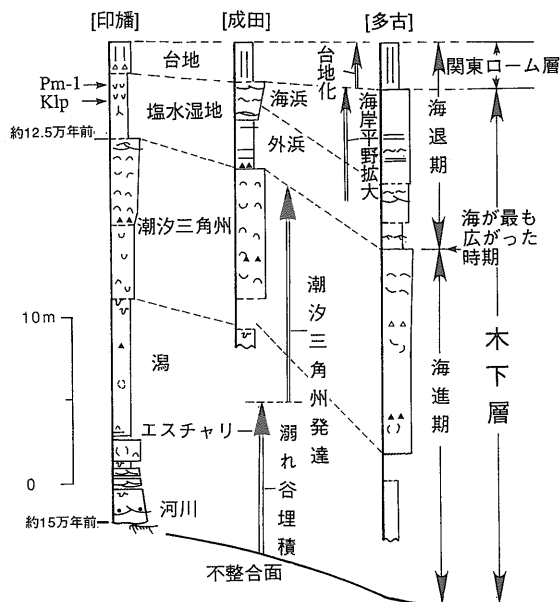 [印旛]
[成田]
[多古]
台地
台地化
関東ローム層
Pm-1
Klp
塩水湿地
海浜
外浜
海岸平野拡大
海退期
約12.5万年前
海が最も
広がった
時期
潮汐三角州
潮汐三角州発達
木下層
海進期
10m
潟
エスチャリー
溺れ谷埋積
0
河川
約15万年前
不整合面